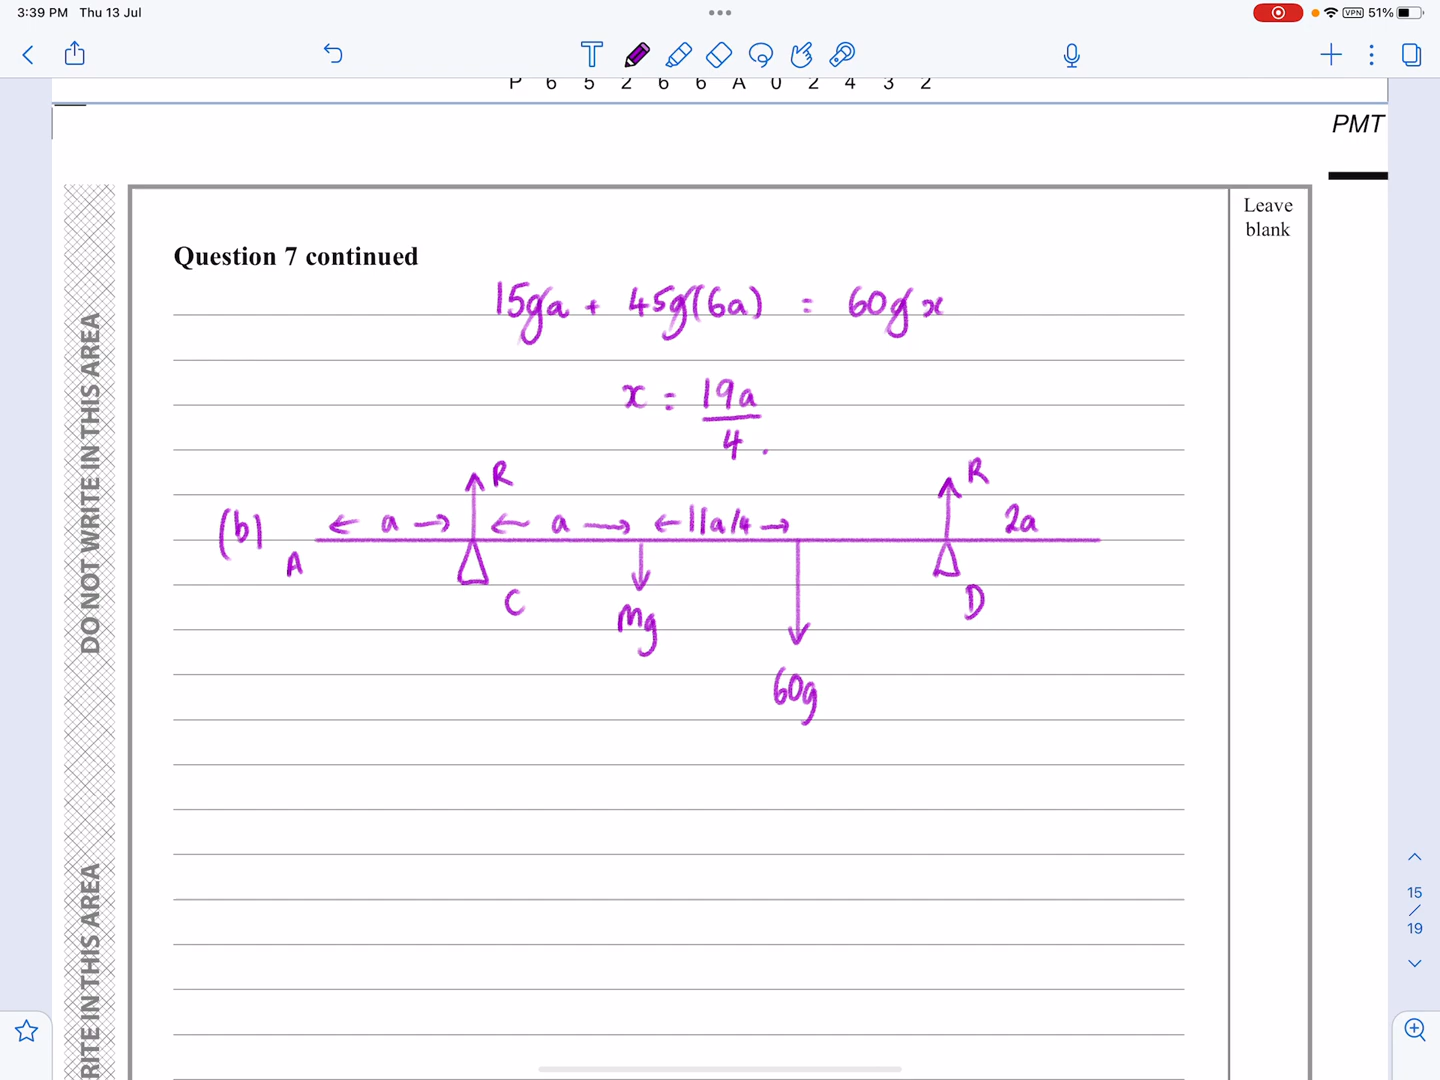 3:39 PM Thu 13 Jul
VPN 51%
P 6 5 2 6 6 A 0 2 4 3 2
PMT
Leave
blank
Question 7 continued
15ga + 45g(6a) = 60gx
x = 19a
4.
R R
(b) a a 11a/4 2a
A
C D
Mg
60g
DO NOT WRITE IN THIS AREA
RITE IN THIS AREA
15
/
19